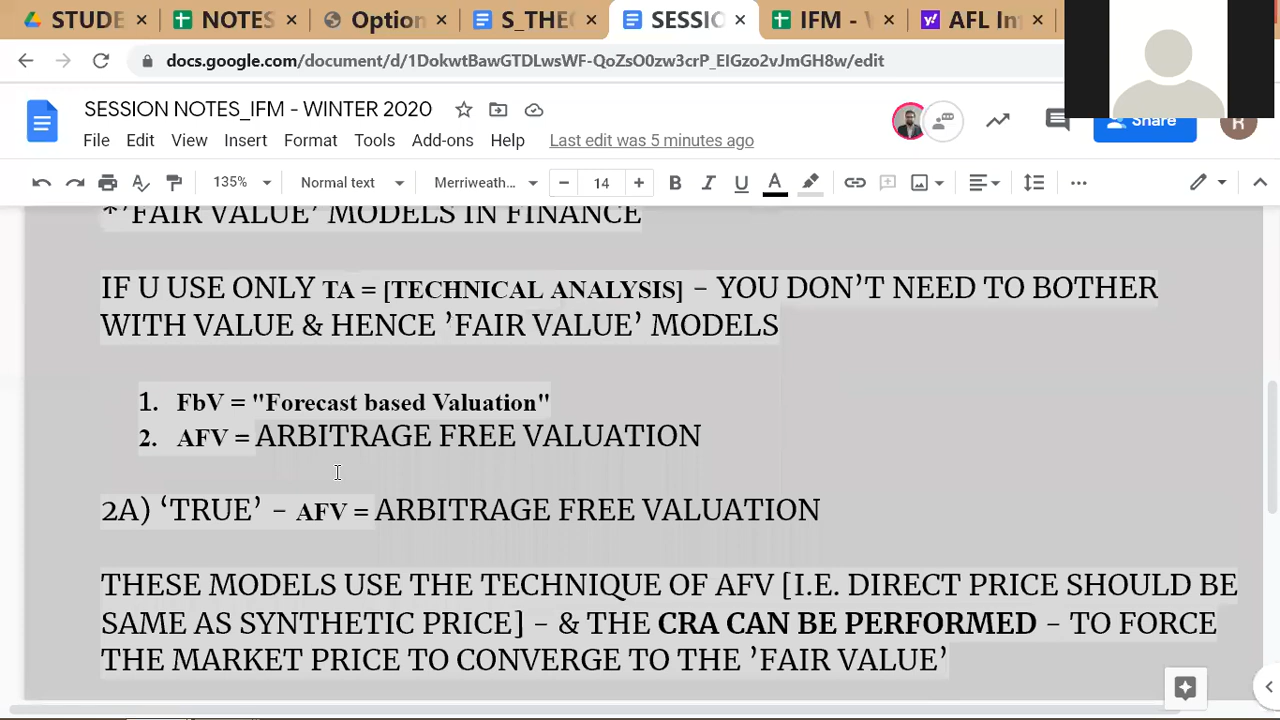 STUDE
NOTES
Option
S_THE
SESSI
IFM - V
AFL In
docs.google.com/document/d/1DokwtBawGTDLwsWF-QoZsO0zw3crP_EIGzo2vJmGH8w/edit
SESSION NOTES_IFM - WINTER 2020
Share
R
File Edit View Insert Format Tools Add-ons Help Last edit was 5 minutes ago
135% Normal text Merriweath... 14 B I U A
*'FAIR VALUE' MODELS IN FINANCE
IF U USE ONLY TA = [TECHNICAL ANALYSIS] - YOU DON'T NEED TO BOTHER
WITH VALUE & HENCE 'FAIR VALUE' MODELS
1. FbV = "Forecast based Valuation"
2. AFV = ARBITRAGE FREE VALUATION
2A) 'TRUE' - AFV = ARBITRAGE FREE VALUATION
THESE MODELS USE THE TECHNIQUE OF AFV [I.E. DIRECT PRICE SHOULD BE
SAME AS SYNTHETIC PRICE] - & THE CRA CAN BE PERFORMED - TO FORCE
THE MARKET PRICE TO CONVERGE TO THE 'FAIR VALUE'